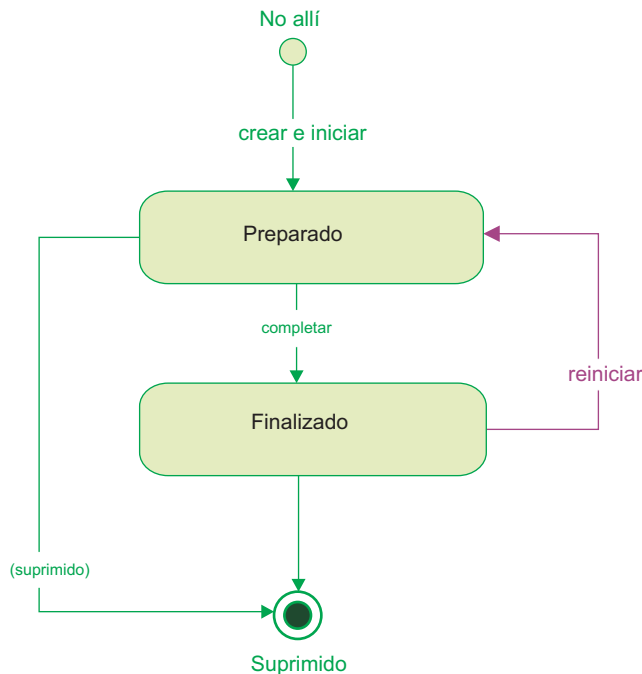 No allí
crear e iniciar
Preparado
completar
reiniciar
Finalizado
(suprimido)
Suprimido